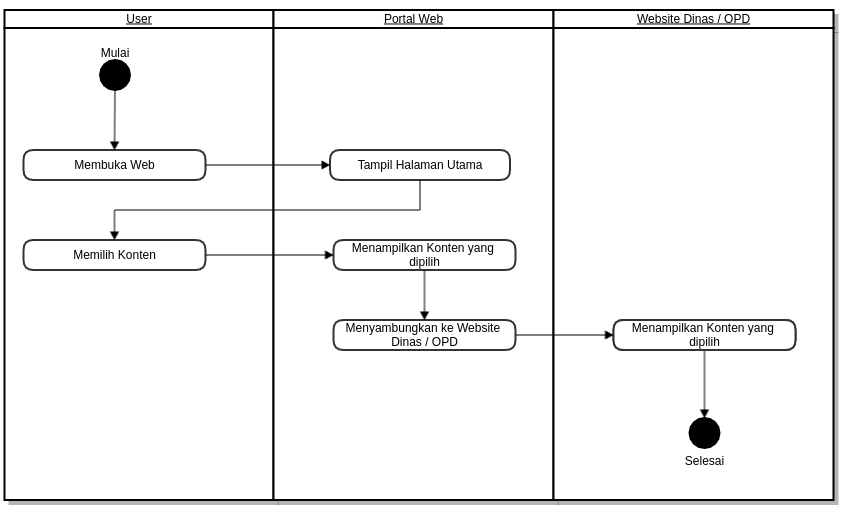 User
Portal Web
Website Dinas / OPD
Mulai
Membuka Web
Tampil Halaman Utama
Memilih Konten
Menampilkan Konten yang
dipilih
Menyambungkan ke Website
Dinas / OPD
Menampilkan Konten yang
dipilih
Selesai